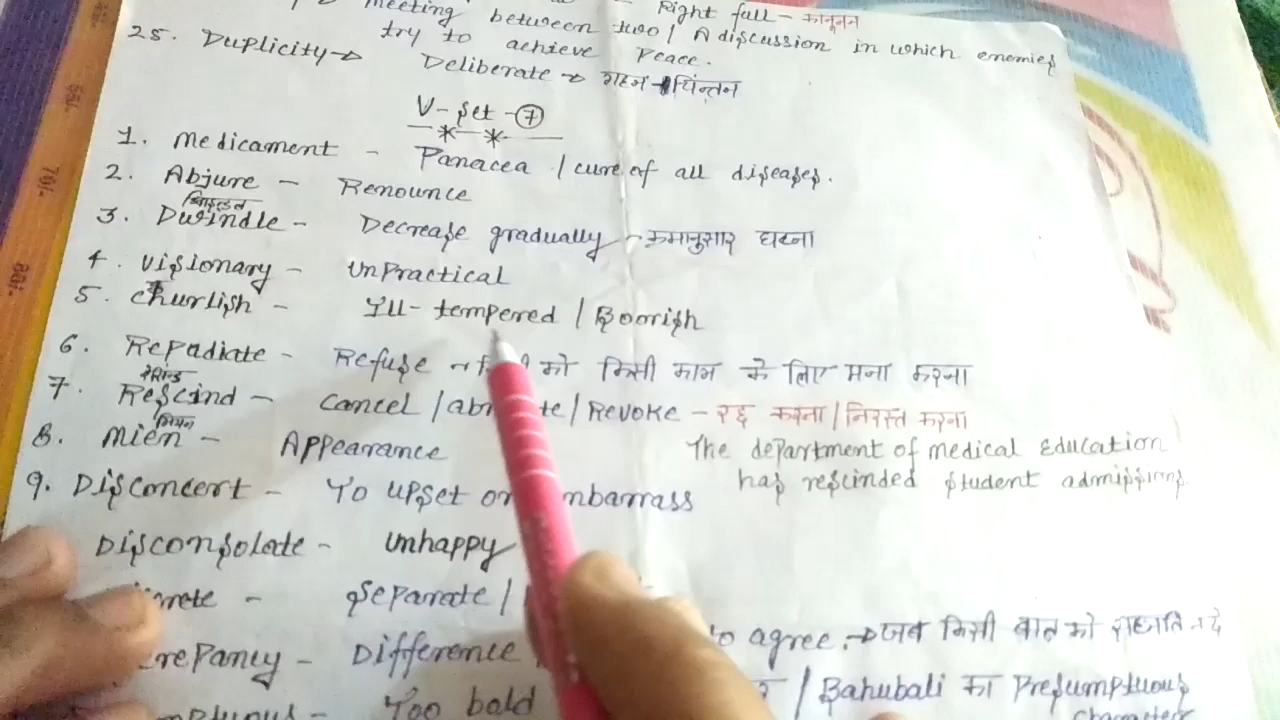 Right full - कानूनन
meeting between two / A discussion in which enemies
try to achieve peace.
25. Duplicity → Deliberate → गहन चिंन्तन
V- set - 7
1. Medicament - Panacea / cure of all diseases.
2. Abjure - Renounce
3. Dwindle - Decrease gradually - क्रमानुसार घटना
4. Visionary - UnPractical
5. Churlish - Ill- tempered / Boorish
6. Repadiate - Refuse को किसी काम के लिए मना करना
7. Rescind - Cancel / / Revoke - रद्द करना / निरस्त करना
8. Mien - Appearance
मियन
The department of medical Education
has rescinded student admissions
9. Disconcert - To upset or
Disconsolate - unhappy
Separate /
Difference to agree. → जब किसी बात को सहमति न दे
Too bold / Bahubali का Presumptuous